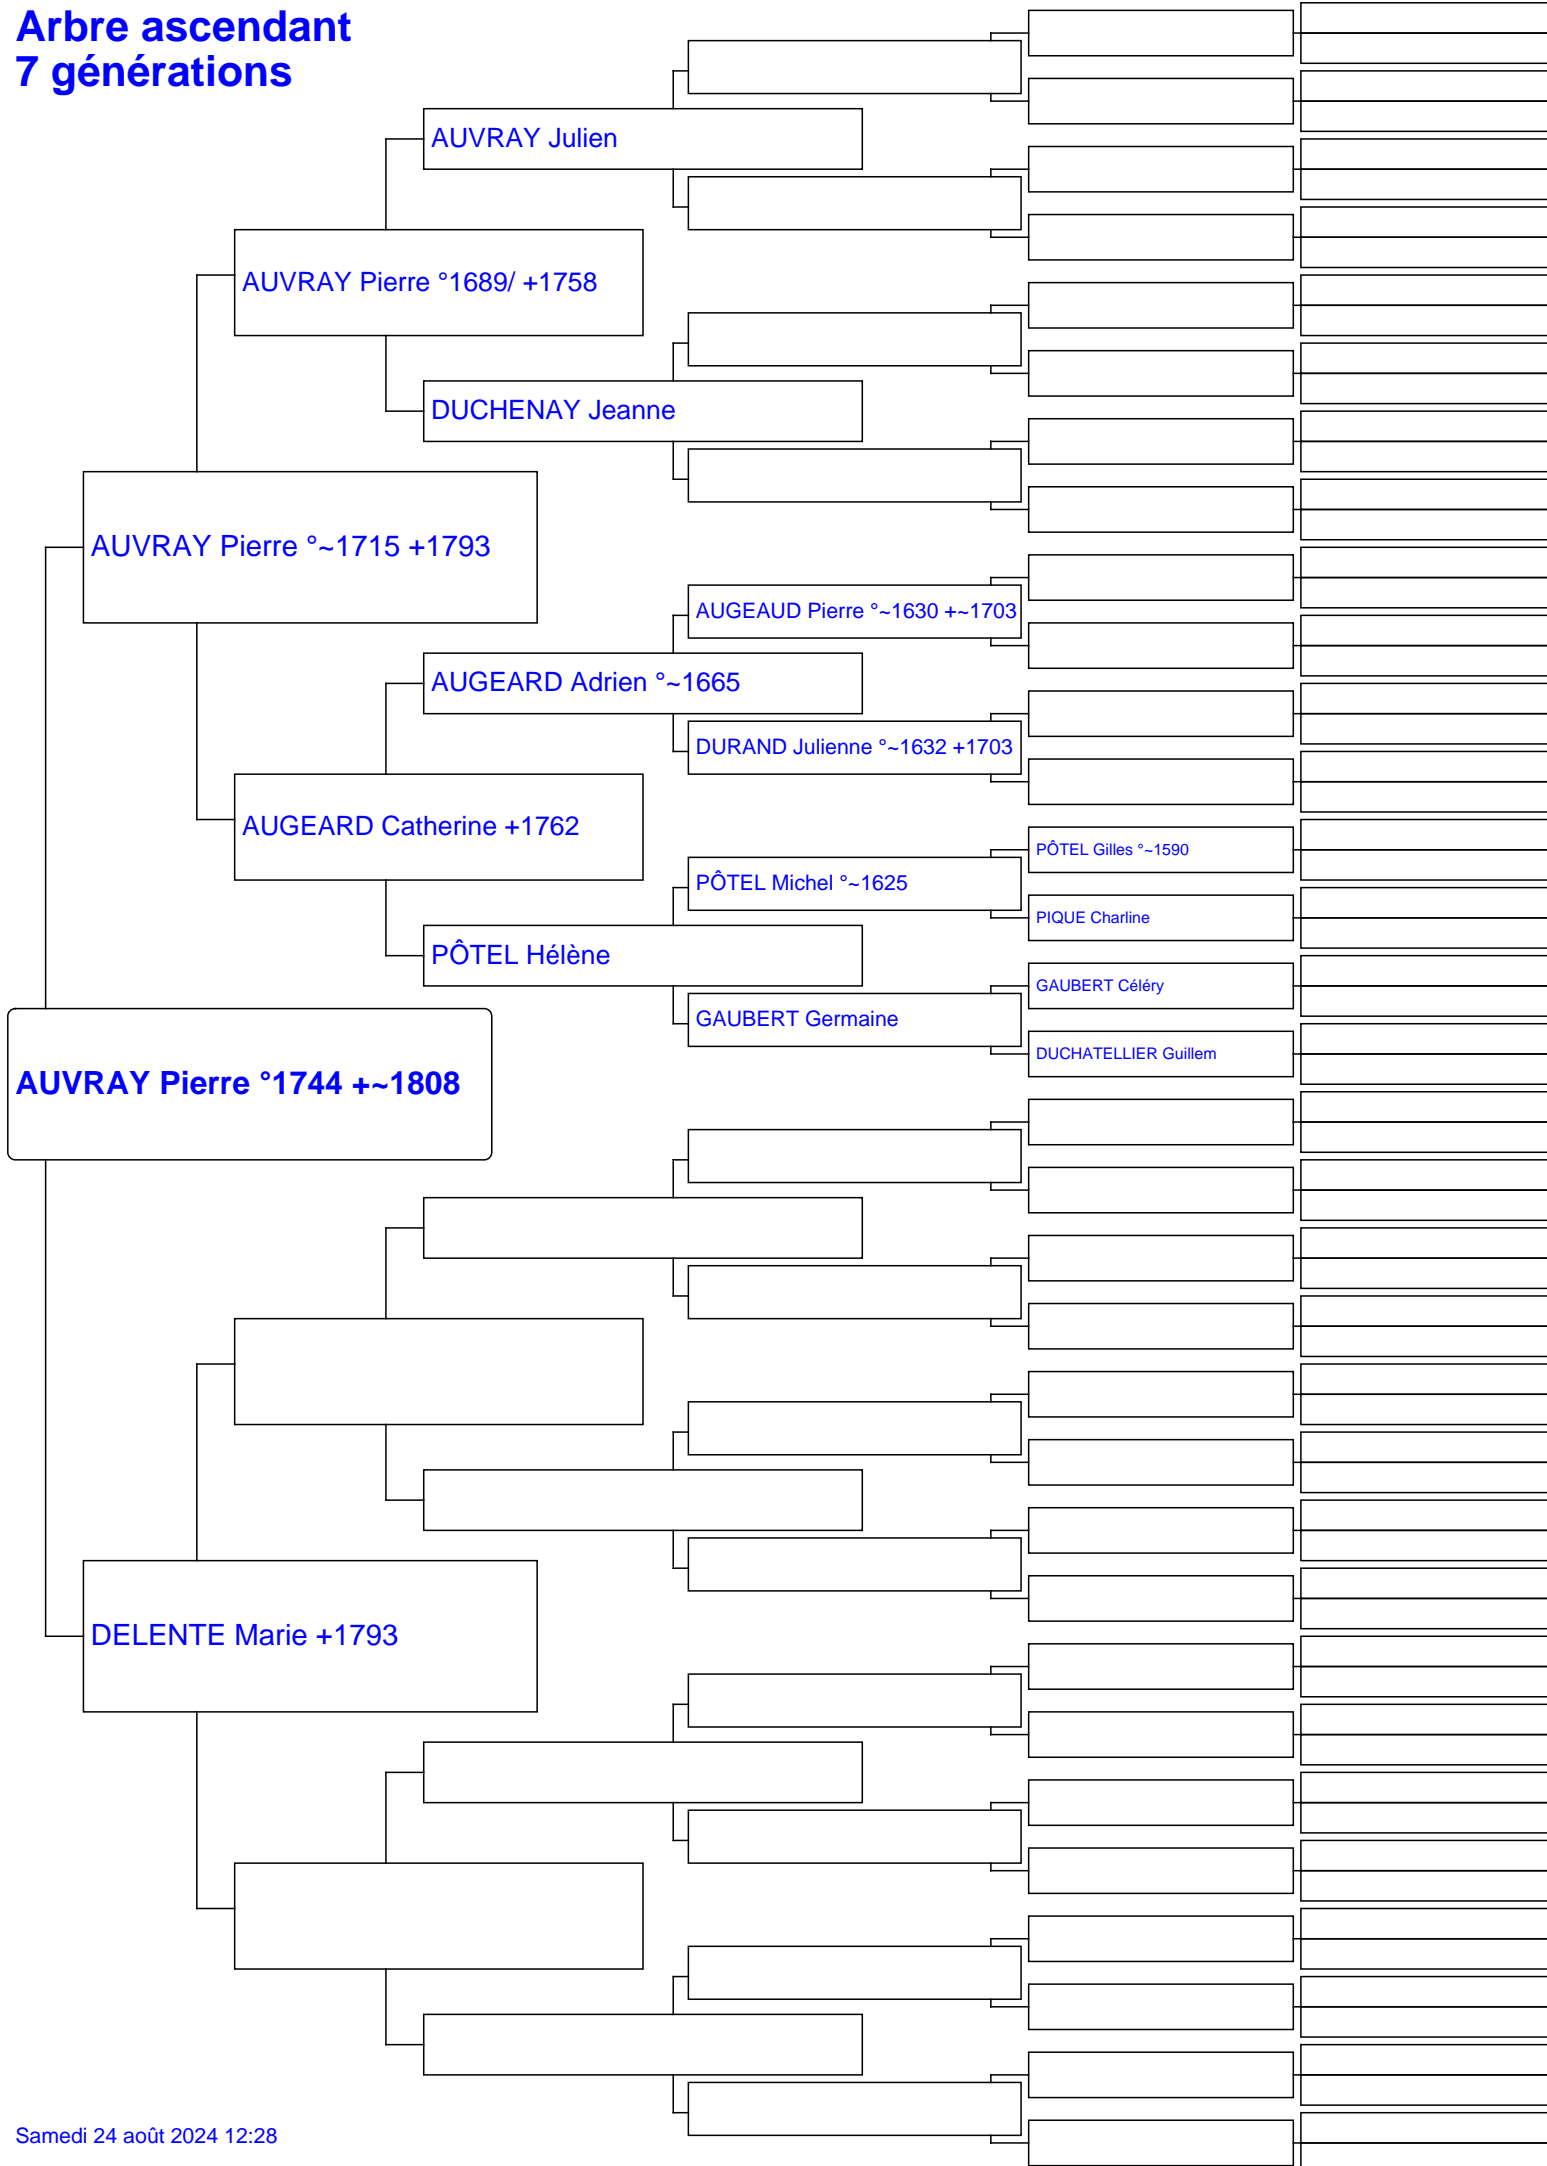 Arbre ascendant
7 générations
AUVRAY Julien
AUVRAY Pierre °1689/ +1758
DUCHENAY Jeanne
AUVRAY Pierre °~1715 +1793
AUGEAUD Pierre °~1630 +~1703
AUGEARD Adrien °~1665
DURAND Julienne °~1632 +1703
AUGEARD Catherine +1762
PÔTEL Gilles °~1590
PÔTEL Michel °~1625
PIQUE Charline
PÔTEL Hélène
GAUBERT Céléry
GAUBERT Germaine
DUCHATELLIER Guillem
AUVRAY Pierre °1744 +~1808
DELENTE Marie +1793
Samedi 24 août 2024 12:28